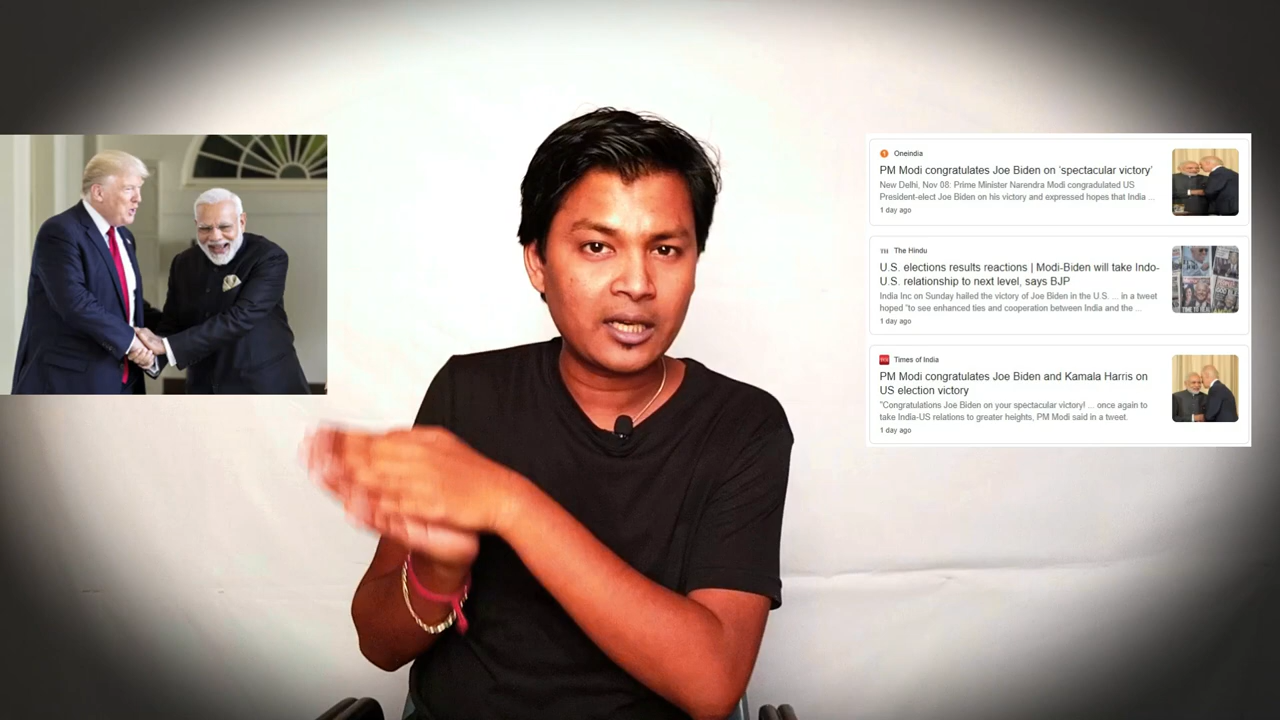 Oneindia
PM Modi congratulates Joe Biden on 'spectacular victory'
New Delhi, Nov 08: Prime Minister Narendra Modi congradulated US
President-elect Joe Biden on his victory and expressed hopes that India ...
1 day ago
TH The Hindu
U.S. elections results reactions | Modi-Biden will take Indo-
U.S. relationship to next level, says BJP
India Inc on Sunday hailed the victory of Joe Biden in the U.S. ... in a tweet
hoped "to see enhanced ties and cooperation between India and the ...
1 day ago
Times of India
PM Modi congratulates Joe Biden and Kamala Harris on
US election victory
"Congratulations Joe Biden on your spectacular victory! ... once again to
take India-US relations to greater heights, PM Modi said in a tweet.
1 day ago